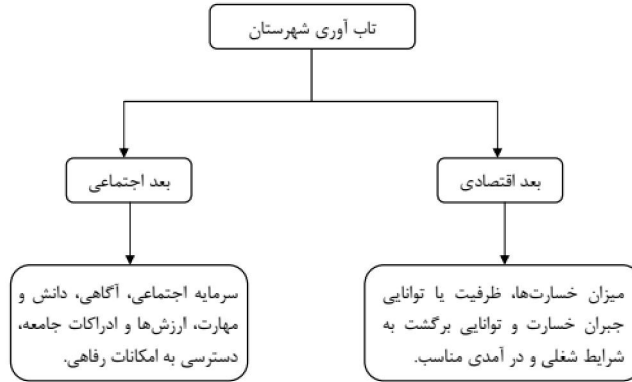 تاب آوری شهرستان
بعد اقتصادی
بعد اجتماعی
میزان خسارت‌ها، ظرفیت یا توانایی
جبران خسارت و توانایی برگشت به
شرایط شغلی و در آمدی مناسب.
سرمایه اجتماعی، آگاهی، دانش و
مهارت، ارزش‌ها و ادراکات جامعه،
دسترسی به امکانات رفاهی.